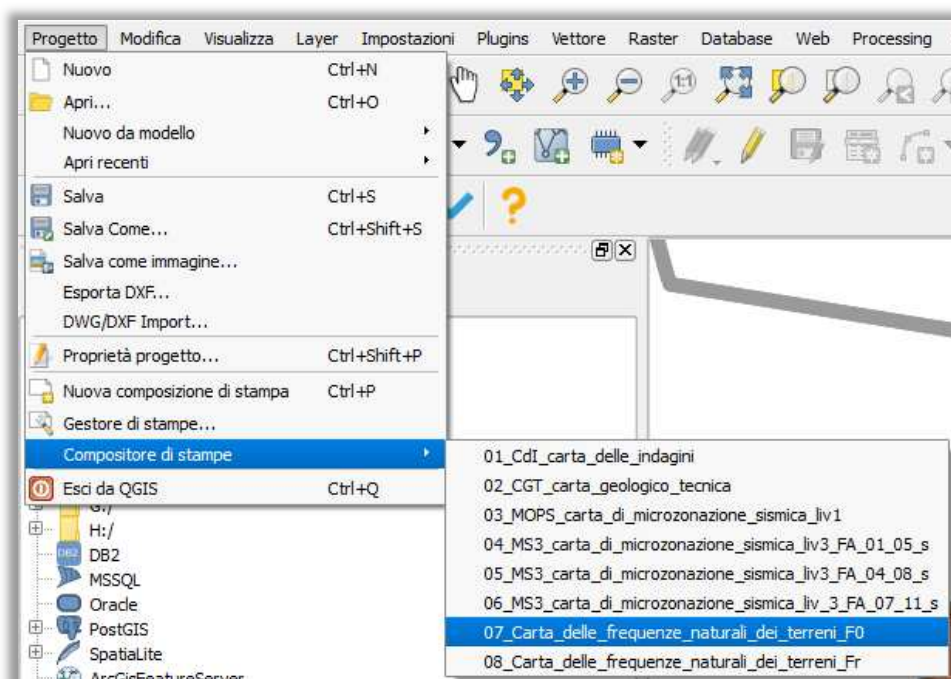 Progetto Modifica Visualizza Layer Impostazioni Plugins Vettore Raster Database Web Processing
Nuovo Ctrl+N
Apri... Ctrl+O
Nuovo da modello
Apri recenti
Salva Ctrl+S
Salva Come... Ctrl+Shift+S
Salva come immagine...
Esporta DXF...
DWG/DXF Import...
Proprietà progetto... Ctrl+Shift+P
Nuova composizione di stampa Ctrl+P
Gestore di stampe...
Compositore di stampe
Esci da QGIS Ctrl+Q
01_CdI_carta_delle_indagini
02_CGT_carta_geologico_tecnica
03_MOPS_carta_di_microzonazione_sismica_liv1
04_MS3_carta_di_microzonazione_sismica_liv3_FA_01_05_s
05_MS3_carta_di_microzonazione_sismica_liv3_FA_04_08_s
06_MS3_carta_di_microzonazione_sismica_liv_3_FA_07_11_s
07_Carta_delle_frequenze_naturali_dei_terreni_F0
08_Carta_delle_frequenze_naturali_dei_terreni_Fr
1:1
G:/
H:/
DB2 DB2
MSSQL
Oracle
PostGIS
SpatiaLite
ArcGisFeatureServer